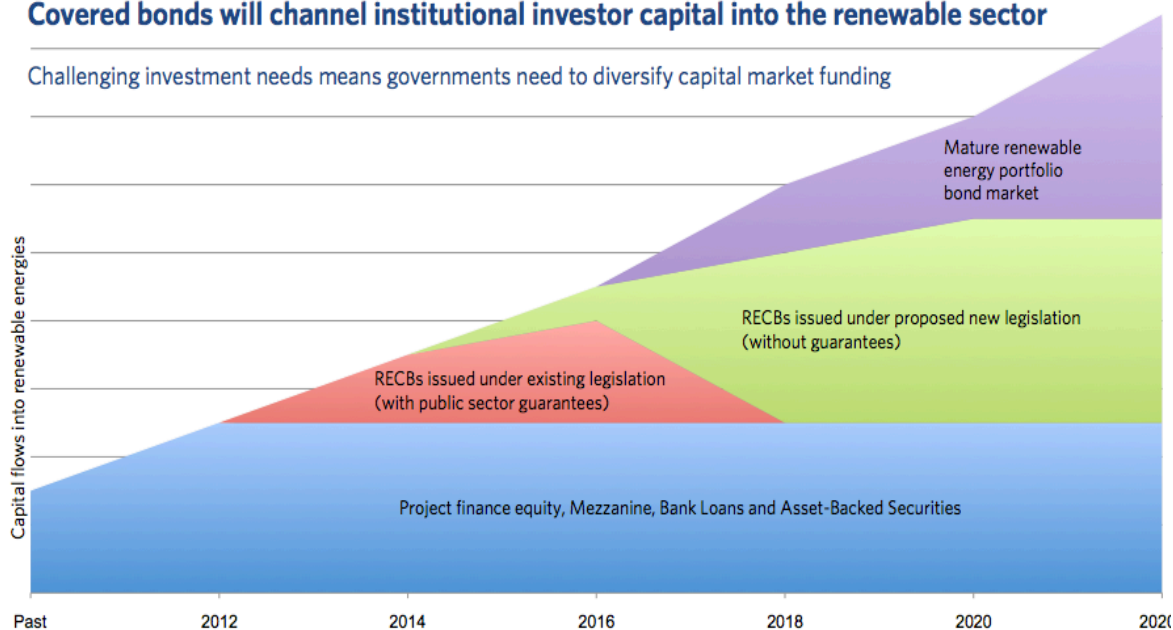 Covered bonds will channel institutional investor capital into the renewable sector
Challenging investment needs means governments need to diversify capital market funding
Capital flows into renewable energies
Mature renewable
energy portfolio
bond market
RECBs issued under proposed new legislation
(without guarantees)
RECBs issued under existing legislation
(with public sector guarantees)
Project finance equity, Mezzanine, Bank Loans and Asset-Backed Securities
Past 2012 2014 2016 2018 2020 2020